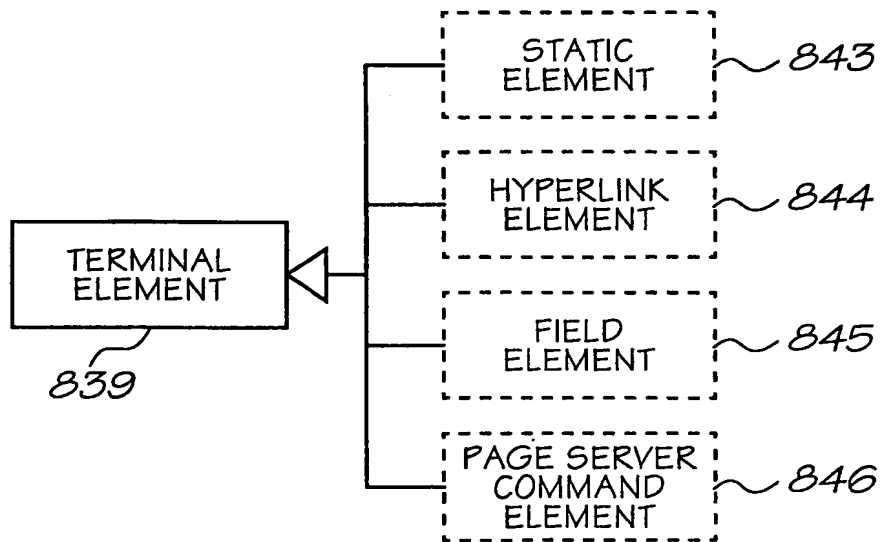 STATIC
ELEMENT
843
HYPERLINK
ELEMENT
844
TERMINAL
ELEMENT
839
FIELD
ELEMENT
845
PAGE SERVER
COMMAND
ELEMENT
846